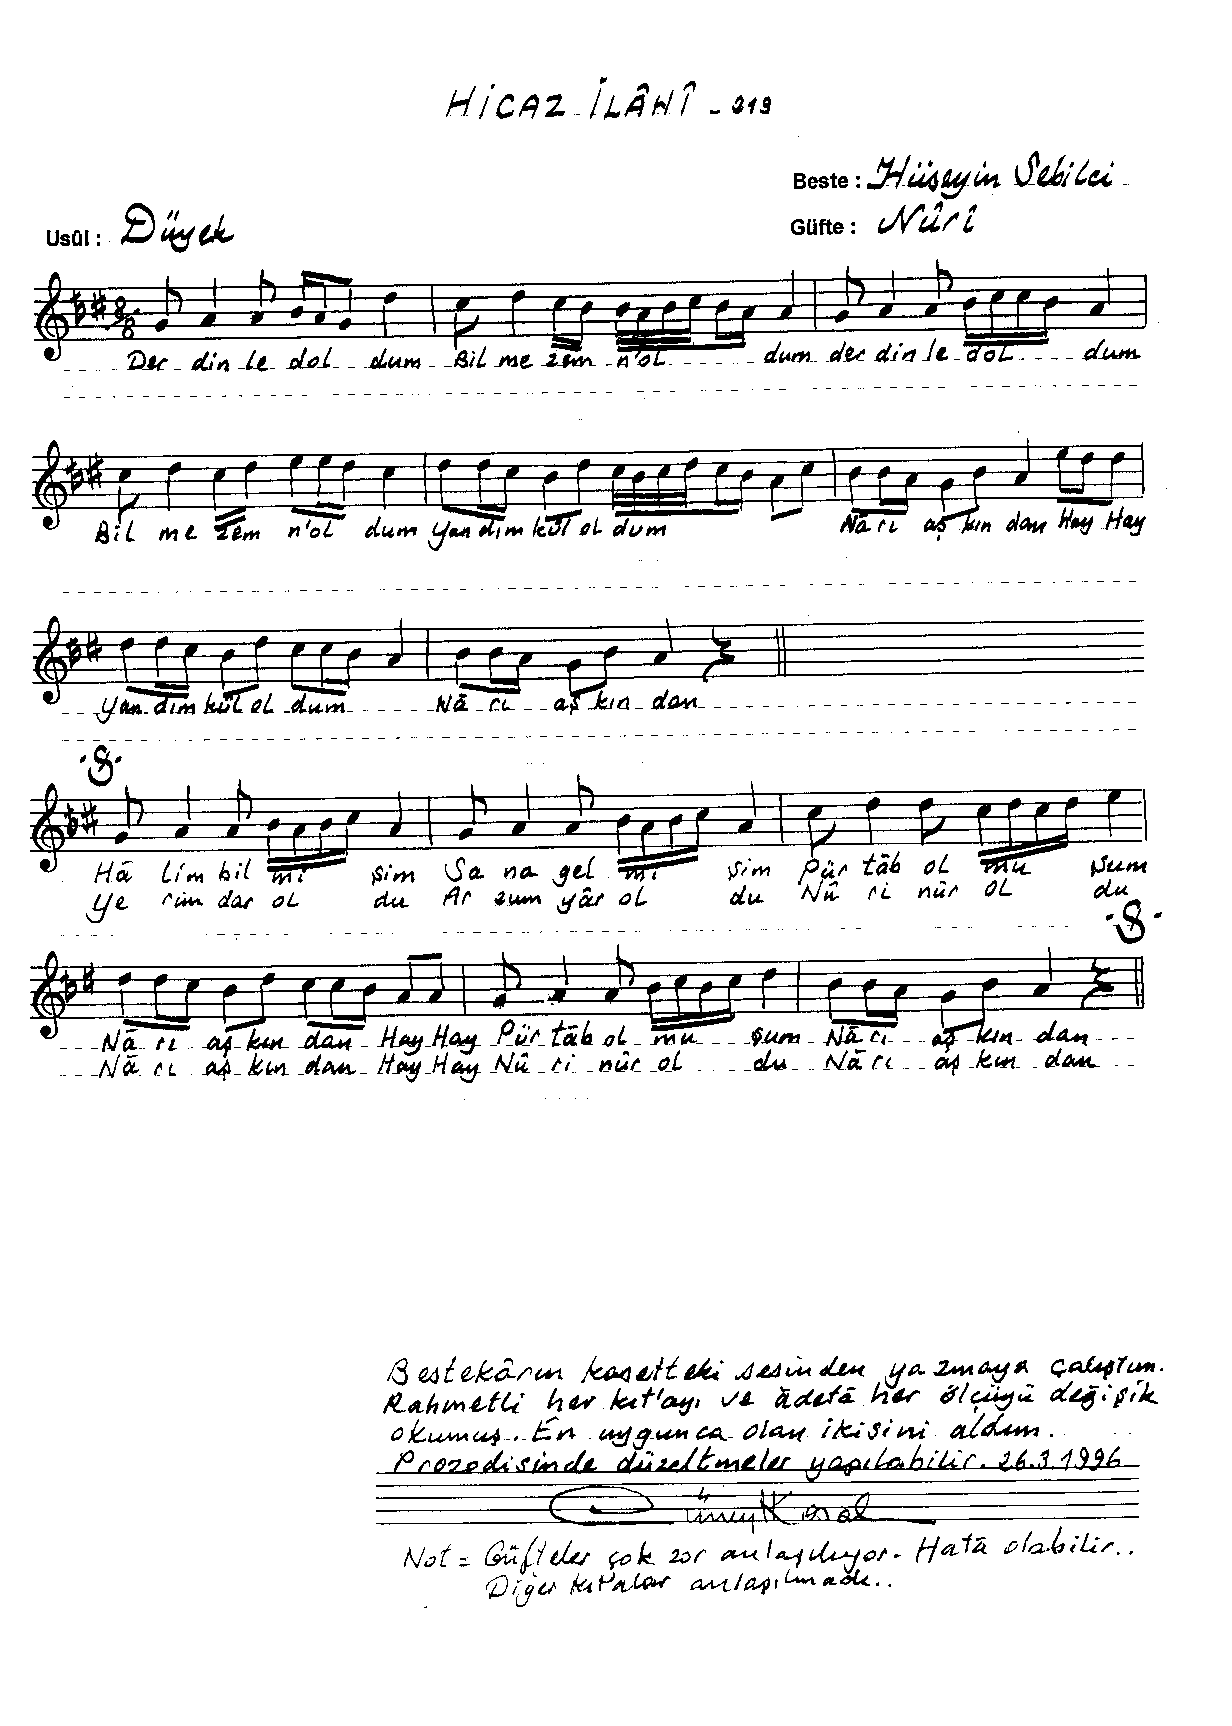 HİCAZ İLÂHÎ - 319
Beste : Hüseyin Sebilci
Usûl : Düyek
Güfte : Nûrî
8
8
Der din le dol dum Bil me zem n'ol dum der din le dol dum
Bil me zem n'ol dum Yan dım kül ol dum Nâ rı aş kın dan Hay Hay
Yan dım kül ol dum Nâ rı aş kın dan
Hâ lim bil mi şim Sa na gel mi şim Pür tâb ol mu şum
Ye rim dar ol du Ar zum yâr ol du Nû ri nûr ol du
Nâ rı aş kın dan Hay Hay Pür tâb ol mu şum Nâ rı aş kın dan
Nâ rı aş kın dan Hay Hay Nû ri nûr ol du Nâ rı aş kın dan
Bestekârın kasetteki sesinden yazmaya çalıştım.
Rahmetli her kıt'ayı ve âdetâ her ölçüyü değişik
okumuş. En uygunca olan ikisini aldım.
Prozodisinde düzeltmeler yapılabilir. 26.3.1996
Not = Güfteler çok zor anlaşılıyor. Hatâ olabilir..
Diğer kıt'alar anlaşılmadı..